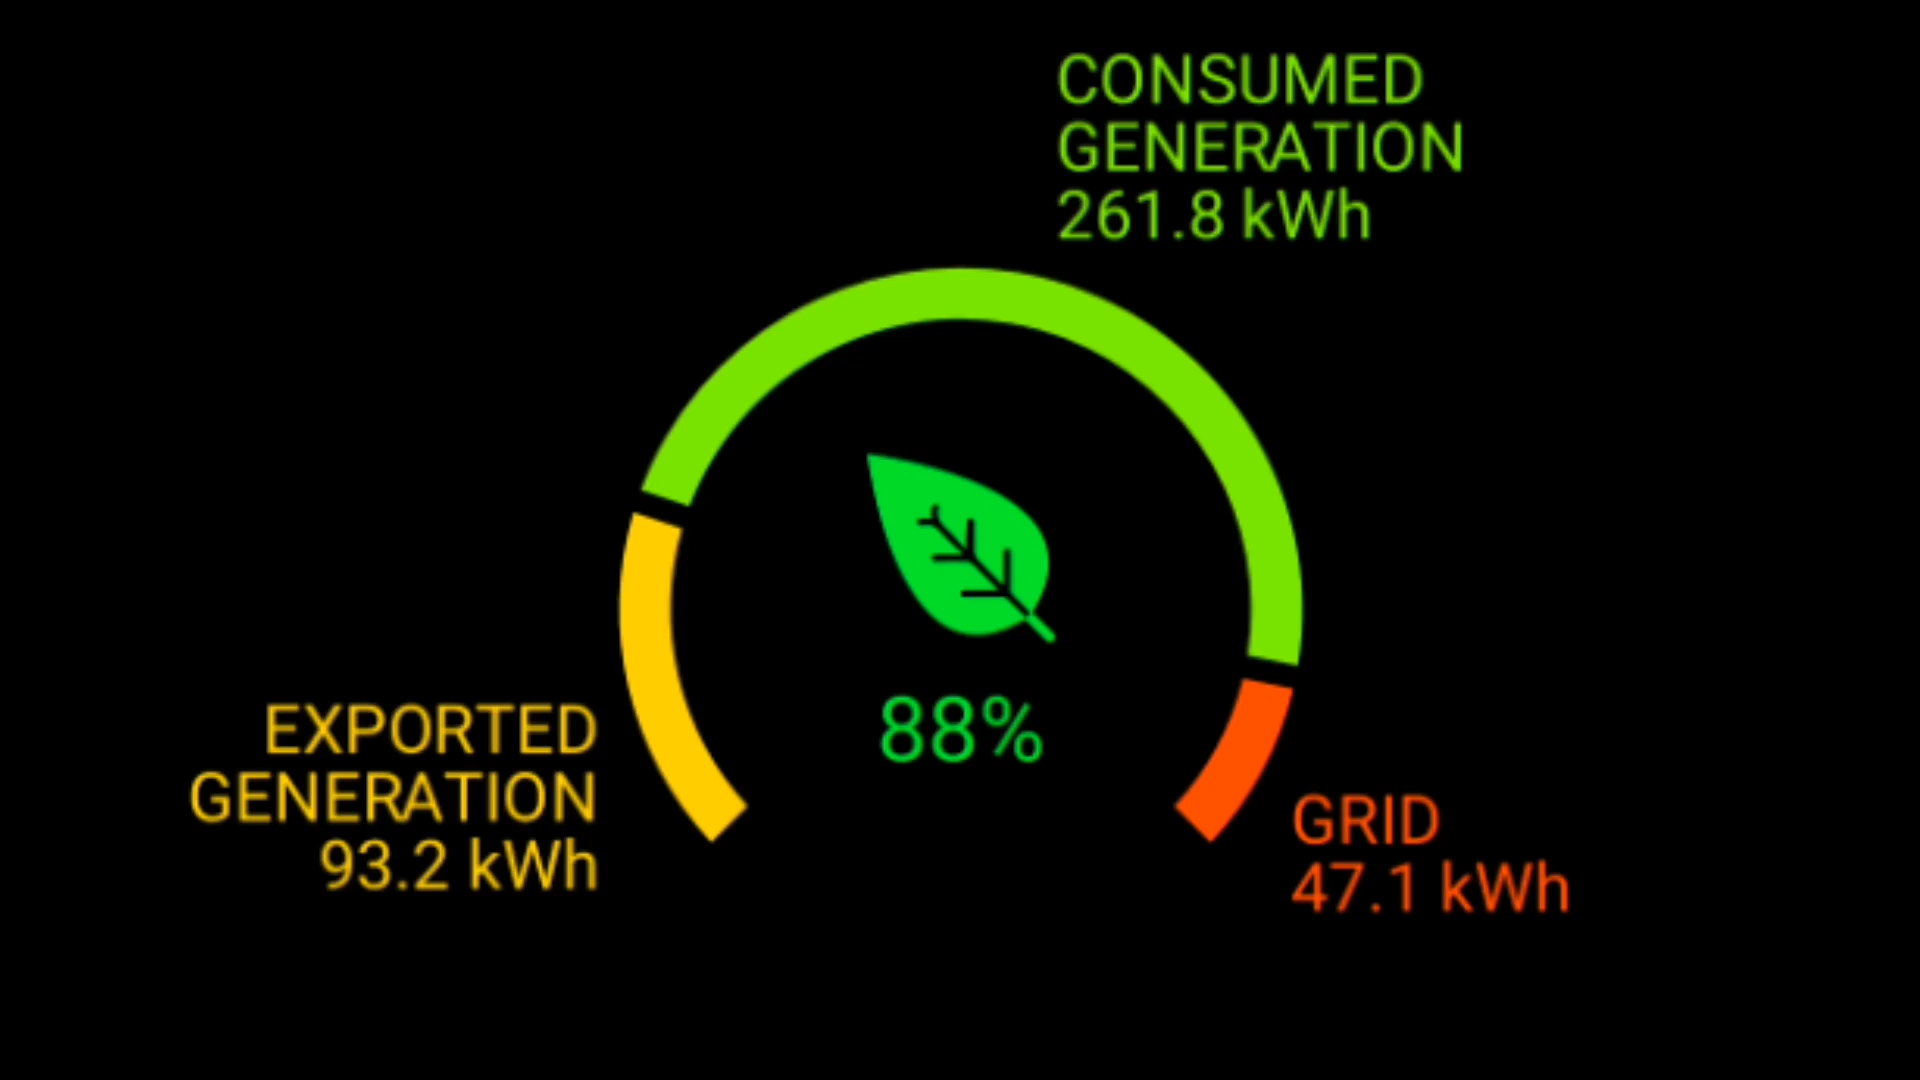 CONSUMED
GENERATION
261.8 kWh
88%
EXPORTED
GENERATION
93.2 kWh
GRID
47.1 kWh